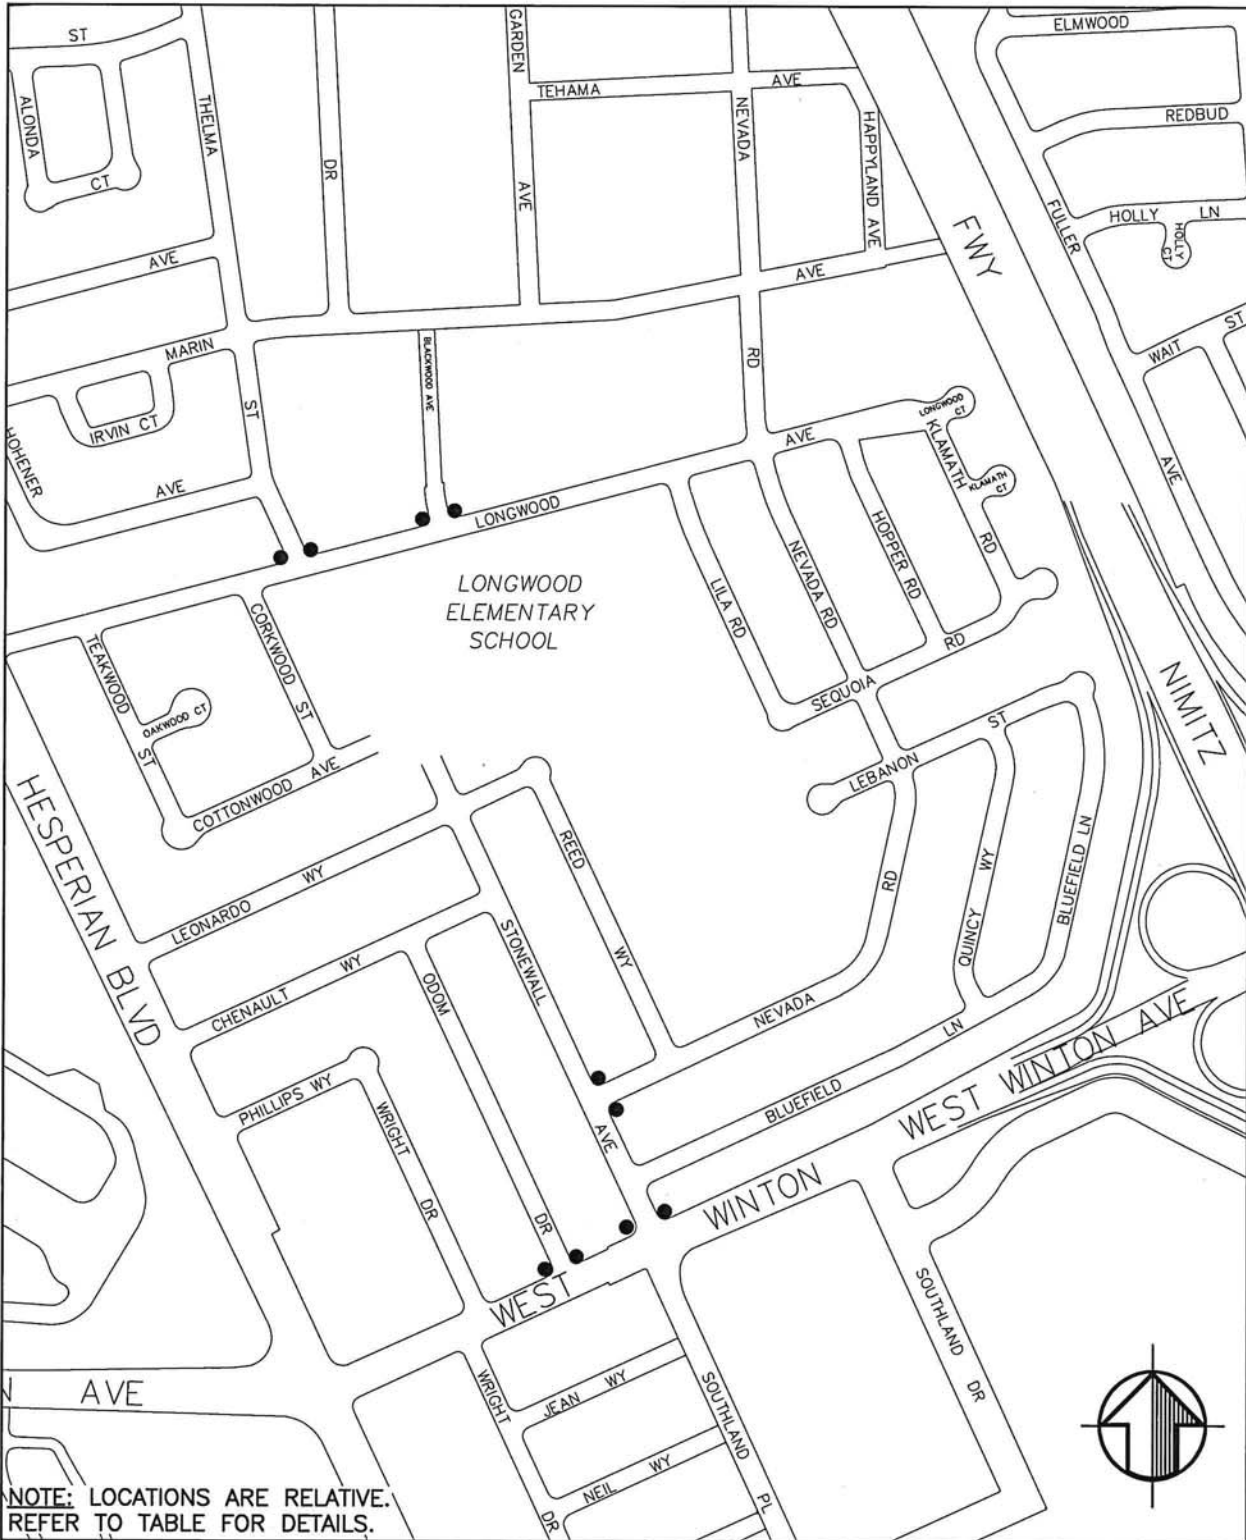 ST
ALONDA
CT
THELMA
ST
DR
GARDEN
AVE
TEHAMA
AVE
NEVADA
RD
HAPPYLAND AVE
ELMWOOD
REDBUD
HOLLY LN
HOLLY
CT
FULLER
AVE
WAIT ST
FWY
AVE
AVE
MARIN
IRVIN CT
HOHENER
AVE
BLACKWOOD AVE
LONGWOOD
AVE
LONGWOOD
CT
KLAMATH
RD
KLAMATH
CT
HOPPER RD
NEVADA RD
LILA RD
SEQUOIA
RD
LONGWOOD
ELEMENTARY
SCHOOL
TEAKWOOD
ST
OAKWOOD CT
CORKWOOD ST
COTTONWOOD AVE
NIMITZ
LEBANON
ST
HESPERIAN BLVD
LEONARDO
WY
CHENAULT
WY
ODOM
DR
STONEWALL
AVE
REED
WY
NEVADA
RD
QUINCY WY
BLUEFIELD LN
BLUEFIELD
LN
WEST WINTON AVE
PHILLIPS WY
WRIGHT
DR
WEST
WINTON
SOUTHLAND
DR
SOUTHLAND
PL
JEAN WY
WRIGHT
DR
NEIL WY
N AVE
NOTE: LOCATIONS ARE RELATIVE.
REFER TO TABLE FOR DETAILS.